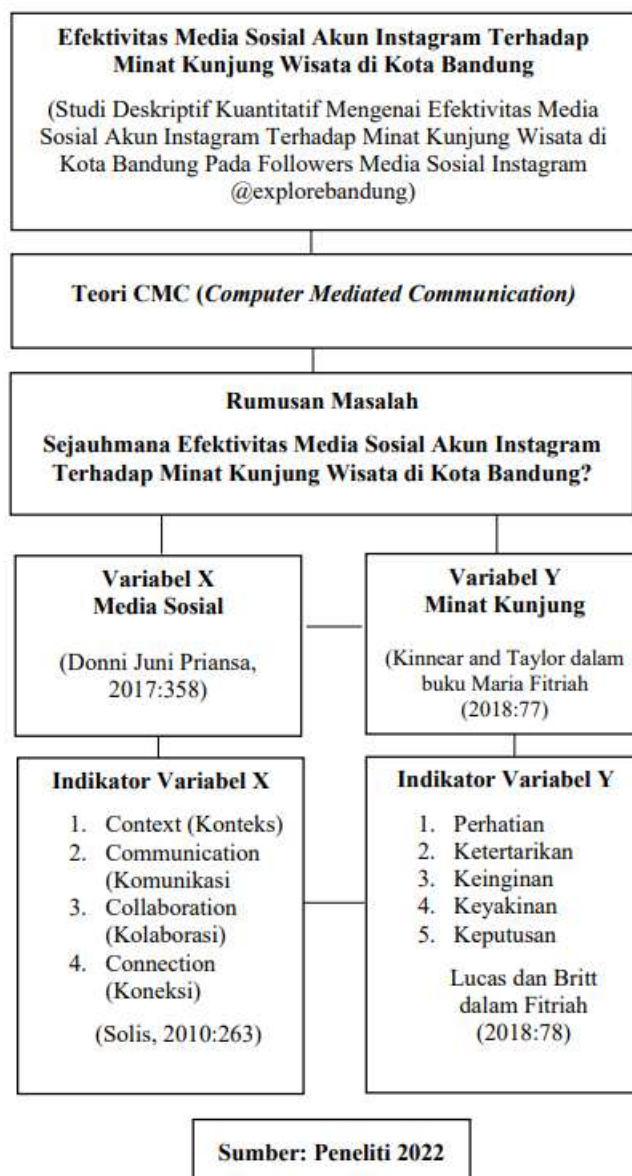 Efektivitas Media Sosial Akun Instagram Terhadap
Minat Kunjung Wisata di Kota Bandung
(Studi Deskriptif Kuantitatif Mengenai Efektivitas Media
Sosial Akun Instagram Terhadap Minat Kunjung Wisata di
Kota Bandung Pada Followers Media Sosial Instagram
@explorebandung)
Teori CMC (Computer Mediated Communication)
Rumusan Masalah
Sejauhmana Efektivitas Media Sosial Akun Instagram
Terhadap Minat Kunjung Wisata di Kota Bandung?
Variabel X
Media Sosial
(Donni Juni Priansa,
2017:358)
Variabel Y
Minat Kunjung
(Kinnear and Taylor dalam
buku Maria Fitriah
(2018:77)
Indikator Variabel X
1. Context (Konteks)
2. Communication
(Komunikasi
3. Collaboration
(Kolaborasi)
4. Connection
(Koneksi)
(Solis, 2010:263)
Indikator Variabel Y
1. Perhatian
2. Ketertarikan
3. Keinginan
4. Keyakinan
5. Keputusan
Lucas dan Britt
dalam Fitriah
(2018:78)
Sumber: Peneliti 2022